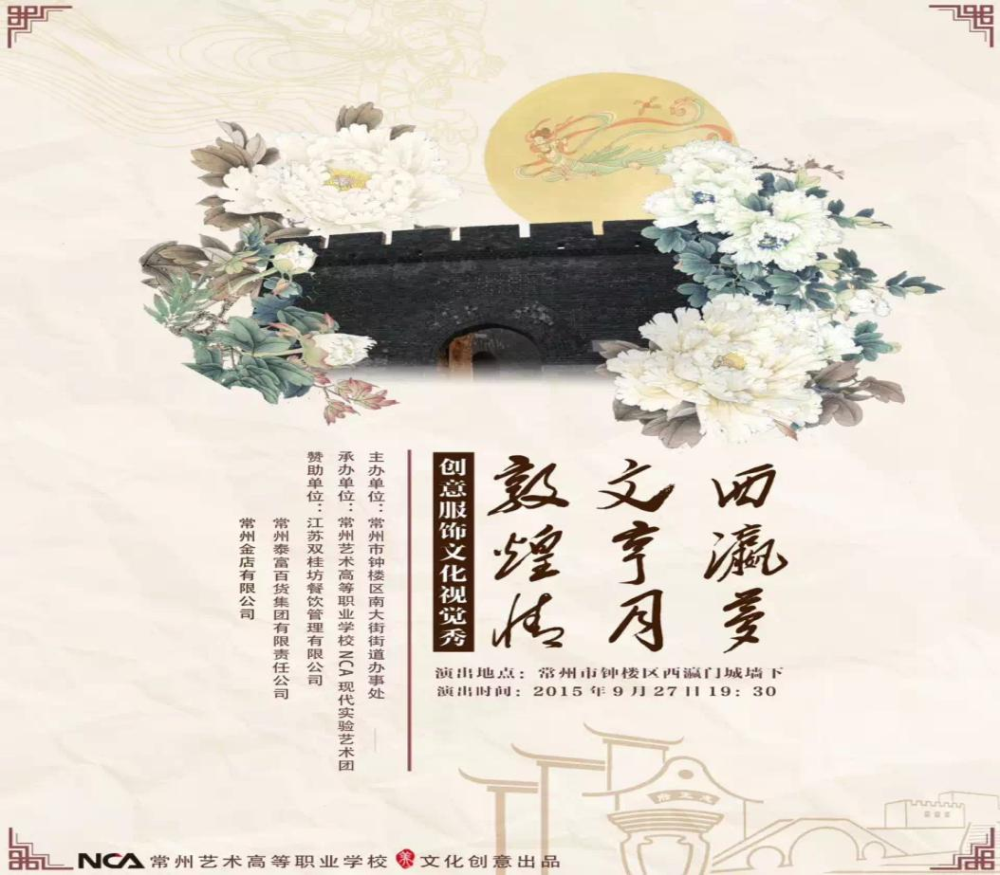 西瀛梦
文亨月
敦煌情
创意服饰文化视觉秀
演出地点：常州市钟楼区西瀛门城墙下
演出时间：2015年9月27日19：30
主办单位：常州市钟楼区南大街街道办事处
承办单位：常州艺术高等职业学校NCA现代实验艺术团
赞助单位：江苏双桂坊餐饮管理有限公司
常州泰富百货集团有限责任公司
常州金店有限公司
NCA 常州艺术高等职业学校 美 文化创意出品